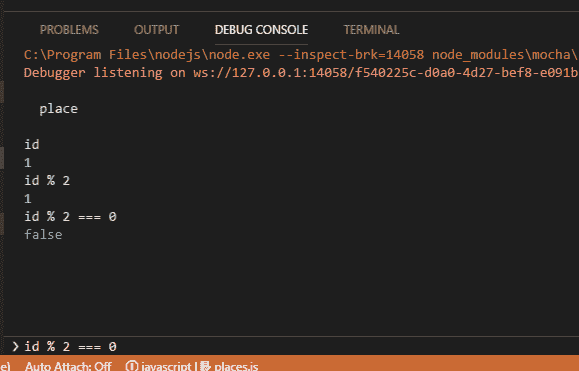 PROBLEMS OUTPUT DEBUG CONSOLE TERMINAL
C:\Program Files\nodejs\node.exe --inspect-brk=14058 node_modules\mocha\
Debugger listening on ws://127.0.0.1:14058/f540225c-d0a0-4d27-bef8-e091b
place
id
1
id % 2
1
id % 2 === 0
false
❯ id % 2 === 0
e) Auto Attach: Off javascript | places.js